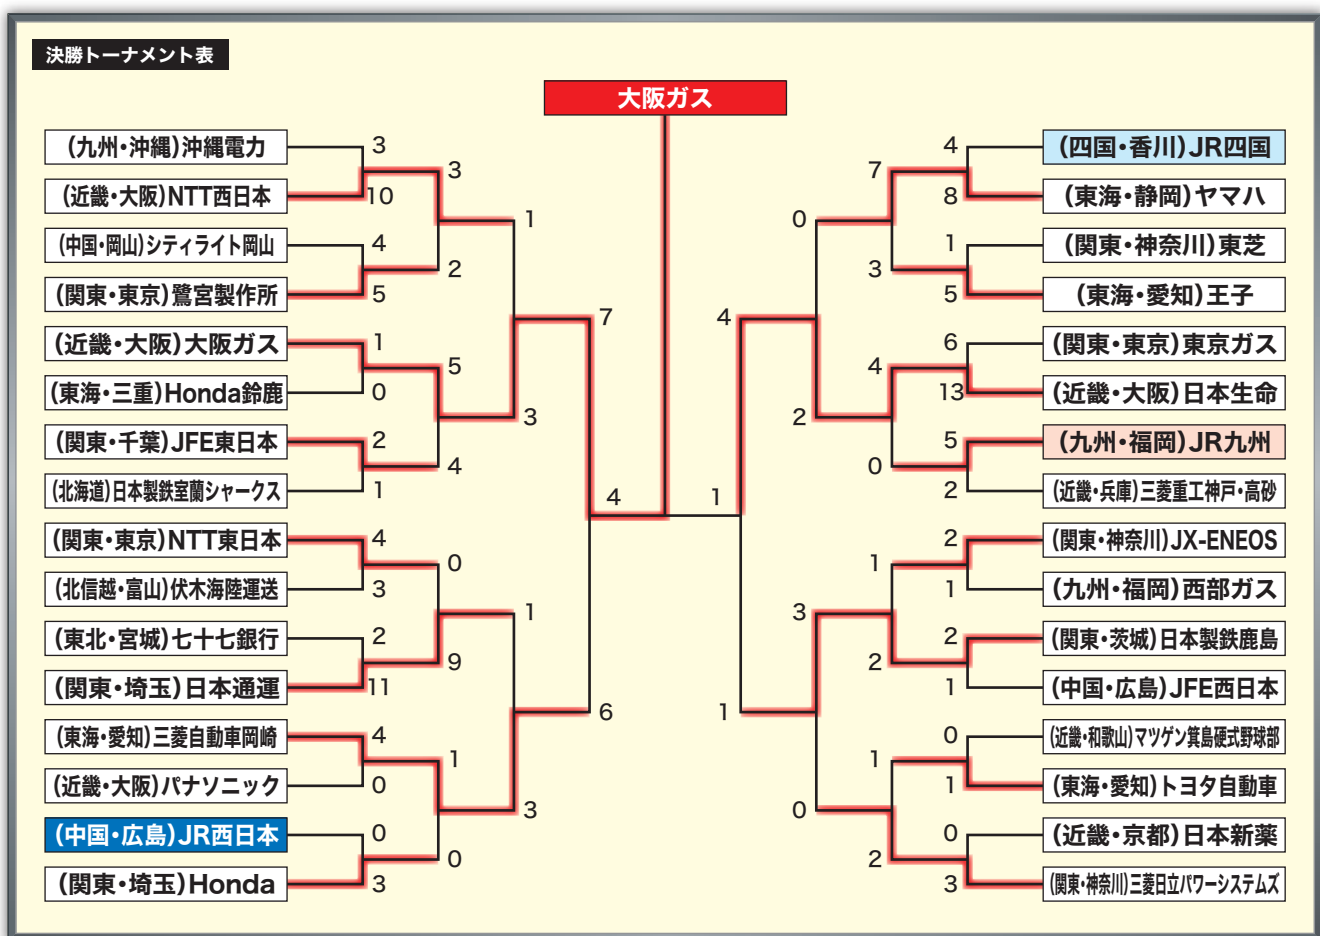 決勝トーナメント表
大阪ガス
(九州・沖縄)沖縄電力
(近畿・大阪)NTT西日本
(中国・岡山)シティライト岡山
(関東・東京)鷺宮製作所
(近畿・大阪)大阪ガス
(東海・三重)Honda鈴鹿
(関東・千葉)JFE東日本
(北海道)日本製鉄室蘭シャークス
(関東・東京)NTT東日本
(北信越・富山)伏木海陸運送
(東北・宮城)七十七銀行
(関東・埼玉)日本通運
(東海・愛知)三菱自動車岡崎
(近畿・大阪)パナソニック
(中国・広島)JR西日本
(関東・埼玉)Honda
3
10
4
5
1
0
2
1
4
3
2
11
4
0
0
3
3
2
5
4
0
9
1
0
1
3
1
3
7
6
4
1
4
1
0
2
3
0
7
3
4
0
1
2
1
2
4
8
1
5
6
13
5
2
2
1
2
1
0
1
0
3
(四国・香川)JR四国
(東海・静岡)ヤマハ
(関東・神奈川)東芝
(東海・愛知)王子
(関東・東京)東京ガス
(近畿・大阪)日本生命
(九州・福岡)JR九州
(近畿・兵庫)三菱重工神戸・高砂
(関東・神奈川)JX-ENEOS
(九州・福岡)西部ガス
(関東・茨城)日本製鉄鹿島
(中国・広島)JFE西日本
(近畿・和歌山)マツゲン箕島硬式野球部
(東海・愛知)トヨタ自動車
(近畿・京都)日本新薬
(関東・神奈川)三菱日立パワーシステムズ